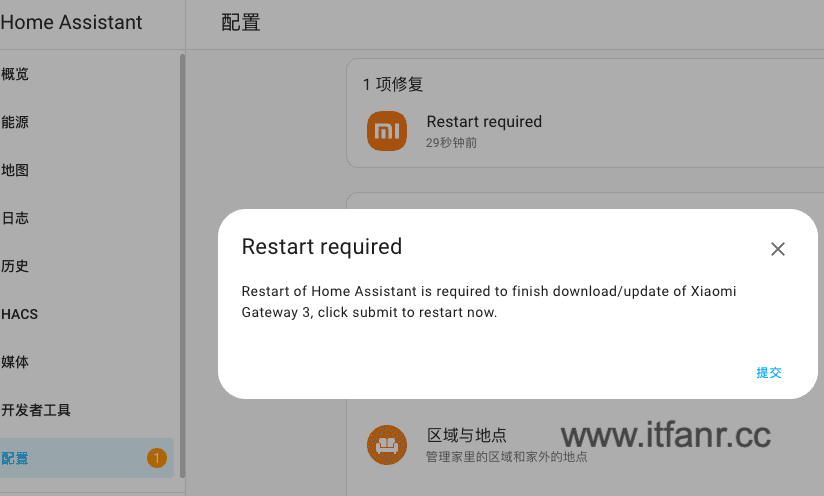 Home Assistant
配置
概览
能源
地图
日志
历史
HACS
媒体
开发者工具
配置
1
1 项修复
mi
Restart required
29秒钟前
Restart required
Restart of Home Assistant is required to finish download/update of Xiaomi
Gateway 3, click submit to restart now.
提交
区域与地点
管理家里的区域和家外的地点
www.itfanr.cc